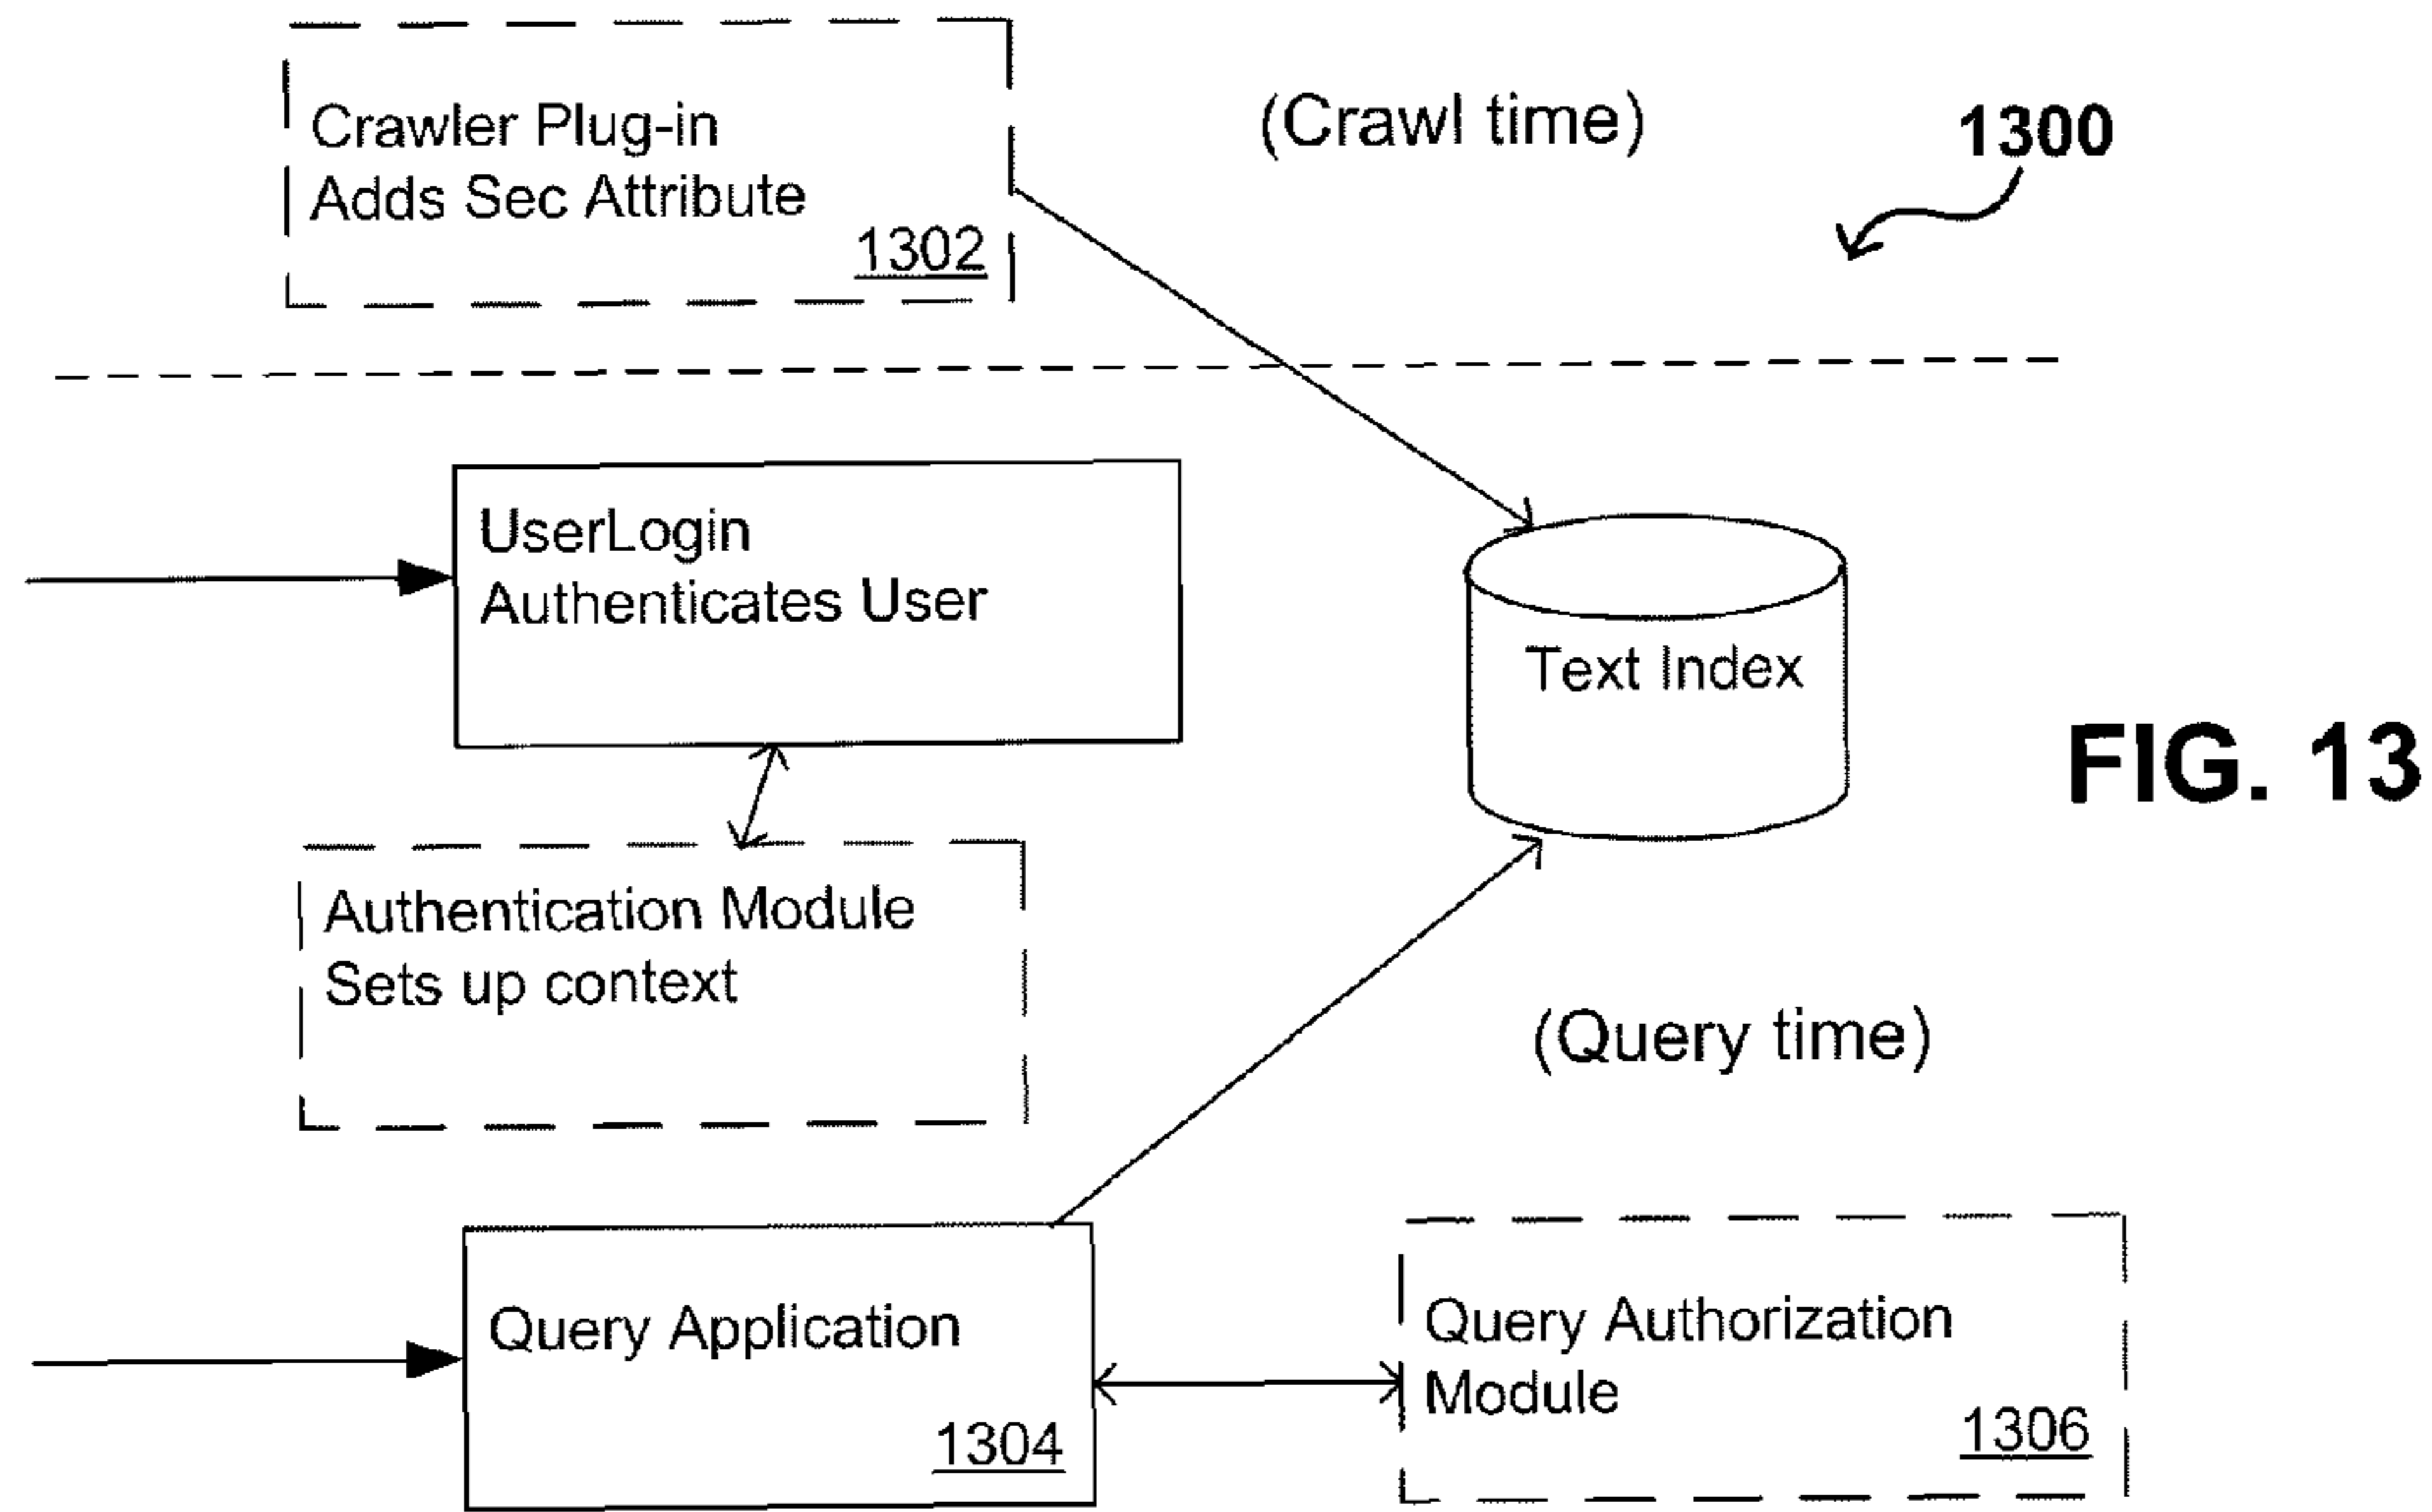 Crawler Plug-in
Adds Sec Attribute
1302
(Crawl time)
1300
UserLogin
Authenticates User
Text Index
FIG. 13
Authentication Module
Sets up context
(Query time)
Query Application
1304
Query Authorization
Module
1306